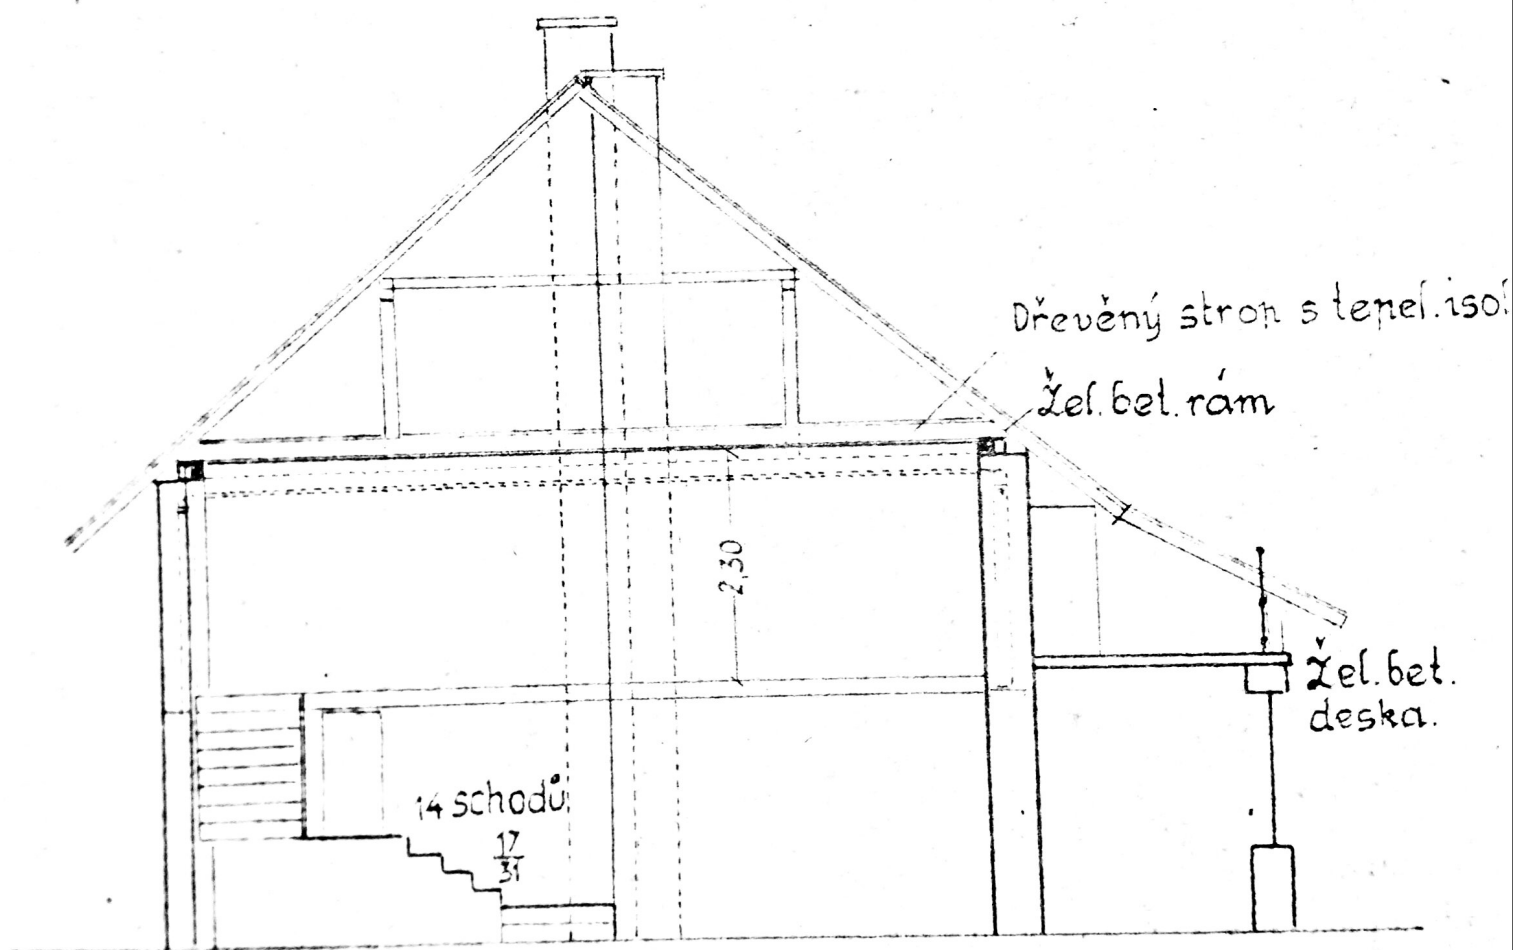 Dřevěný strop s tepel.isol
Žel.bet.rám
2,30
Žel.bet.
deska.
14 schodů
17
31